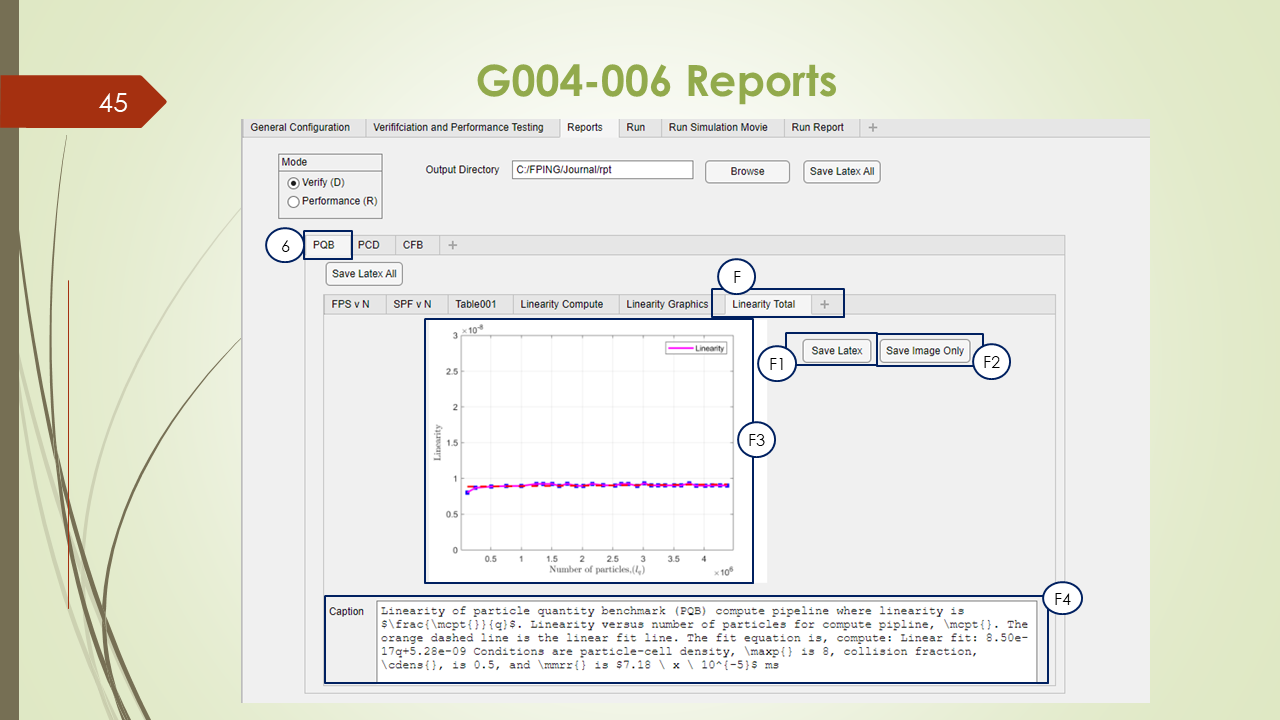 G004-006 Reports
45
General Configuration Verififciation and Performance Testing Reports Run Run Simulation Movie Run Report +
Mode
Verify (D)
Performance (R)
Output Directory C:/FPING/Journal/rpt Browse Save Latex All
6 PQB PCD CFB +
Save Latex All
F
FPS v N SPF v N Table001 Linearity Compute Linearity Graphics Linearity Total +
×10⁻⁸
3
2.5
2
1.5
1
0.5
0
Linearity
Linearity
0.5 1 1.5 2 2.5 3 3.5 4
Number of particles,(lq)
×10⁶
F1 Save Latex Save Image Only F2
F3
F4
Caption
Linearity of particle quantity benchmark (PQB) compute pipeline where linearity is
$\frac{\mcpt{}}{q}$. Linearity versus number of particles for compute pipline, \mcpt{}. The
orange dashed line is the linear fit line. The fit equation is, compute: Linear fit: 8.50e-
17q+5.28e-09 Conditions are particle-cell density, \maxp{} is 8, collision fraction,
\cdens{}, is 0.5, and \mmrr{} is $7.18 \ x \ 10^{-5}$ ms